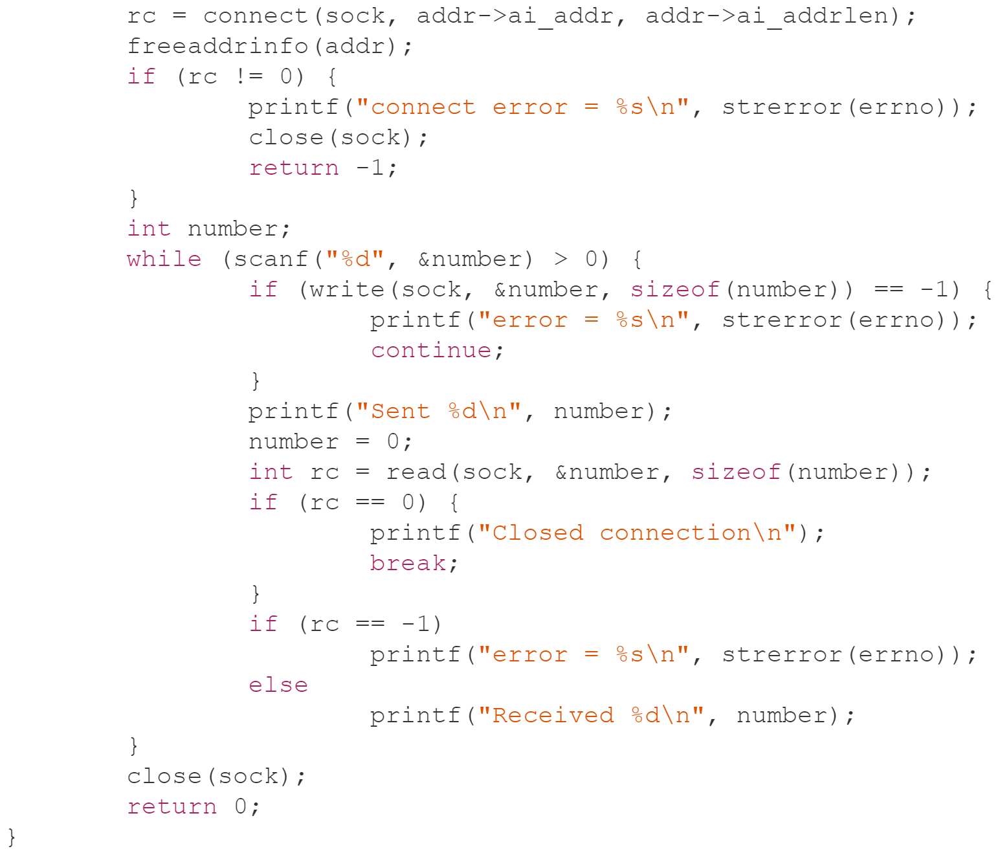 rc = connect(sock, addr->ai_addr, addr->ai_addrlen);
        freeaddrinfo(addr);
        if (rc != 0) {
                printf("connect error = %s\n", strerror(errno));
                close(sock);
                return -1;
        }
        int number;
        while (scanf("%d", &number) > 0) {
                if (write(sock, &number, sizeof(number)) == -1) {
                        printf("error = %s\n", strerror(errno));
                        continue;
                }
                printf("Sent %d\n", number);
                number = 0;
                int rc = read(sock, &number, sizeof(number));
                if (rc == 0) {
                        printf("Closed connection\n");
                        break;
                }
                if (rc == -1)
                        printf("error = %s\n", strerror(errno));
                else
                        printf("Received %d\n", number);
        }
        close(sock);
        return 0;
}